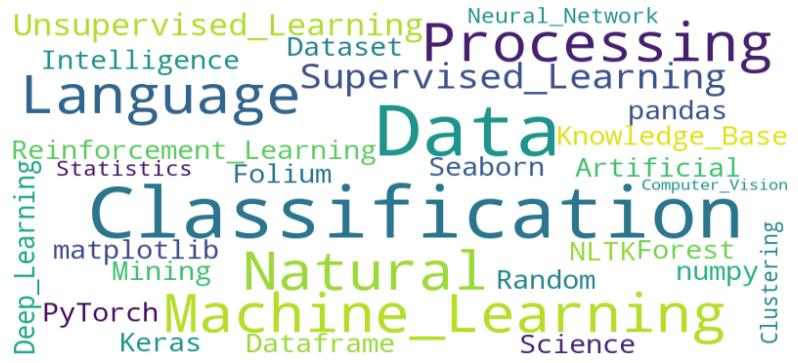 Unsupervised_Learning
Neural_Network
Processing
Intelligence
Dataset
Language
Supervised_Learning
pandas
Data
Knowledge_Base
Reinforcement_Learning
Statistics
Folium
Seaborn
Artificial
Computer_Vision
Deep_Learning
Classification
matplotlib
Mining
Natural
NLTK
Forest
Random
numpy
Clustering
PyTorch
Machine_Learning
Keras
Dataframe
Science